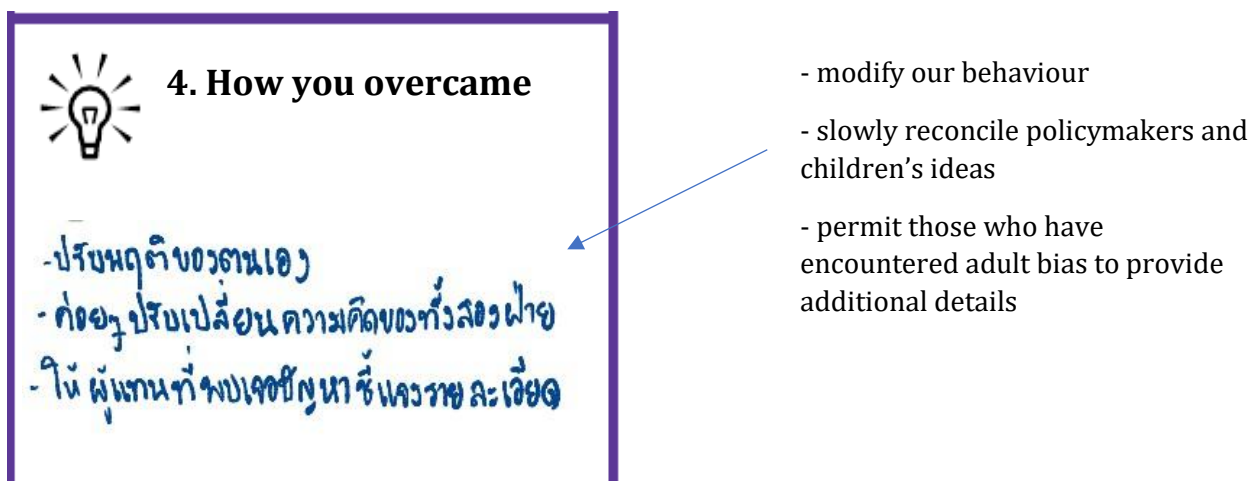 4. How you overcame
-ปรับพฤติของตนเอง
- ค่อยๆ ปรับเปลี่ยนความคิดของทั้งสองฝ่าย
- ให้ ผู้แทนที่พบเจอปัญหา ชี้แจงรายละเอียด
- modify our behaviour
- slowly reconcile policymakers and
children’s ideas
- permit those who have
encountered adult bias to provide
additional details